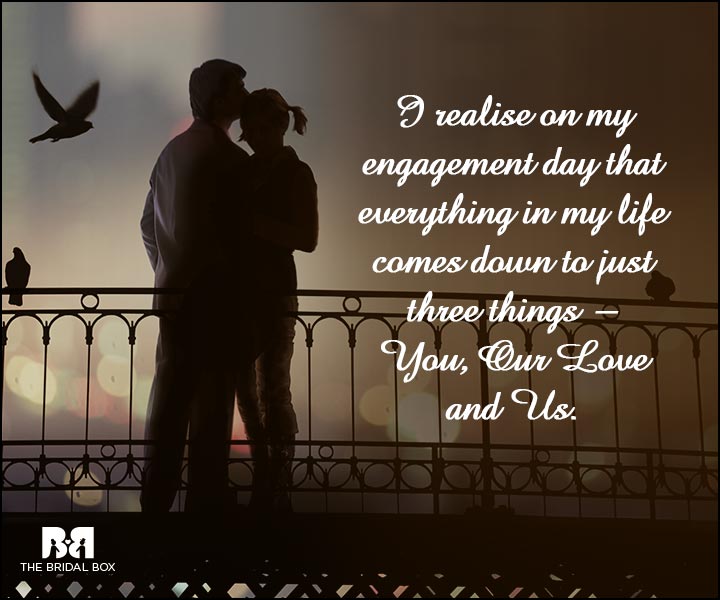 I realise on my
engagement day that
everything in my life
comes down to just
three things –
You, Our Love
and Us.
BB
THE BRIDAL BOX